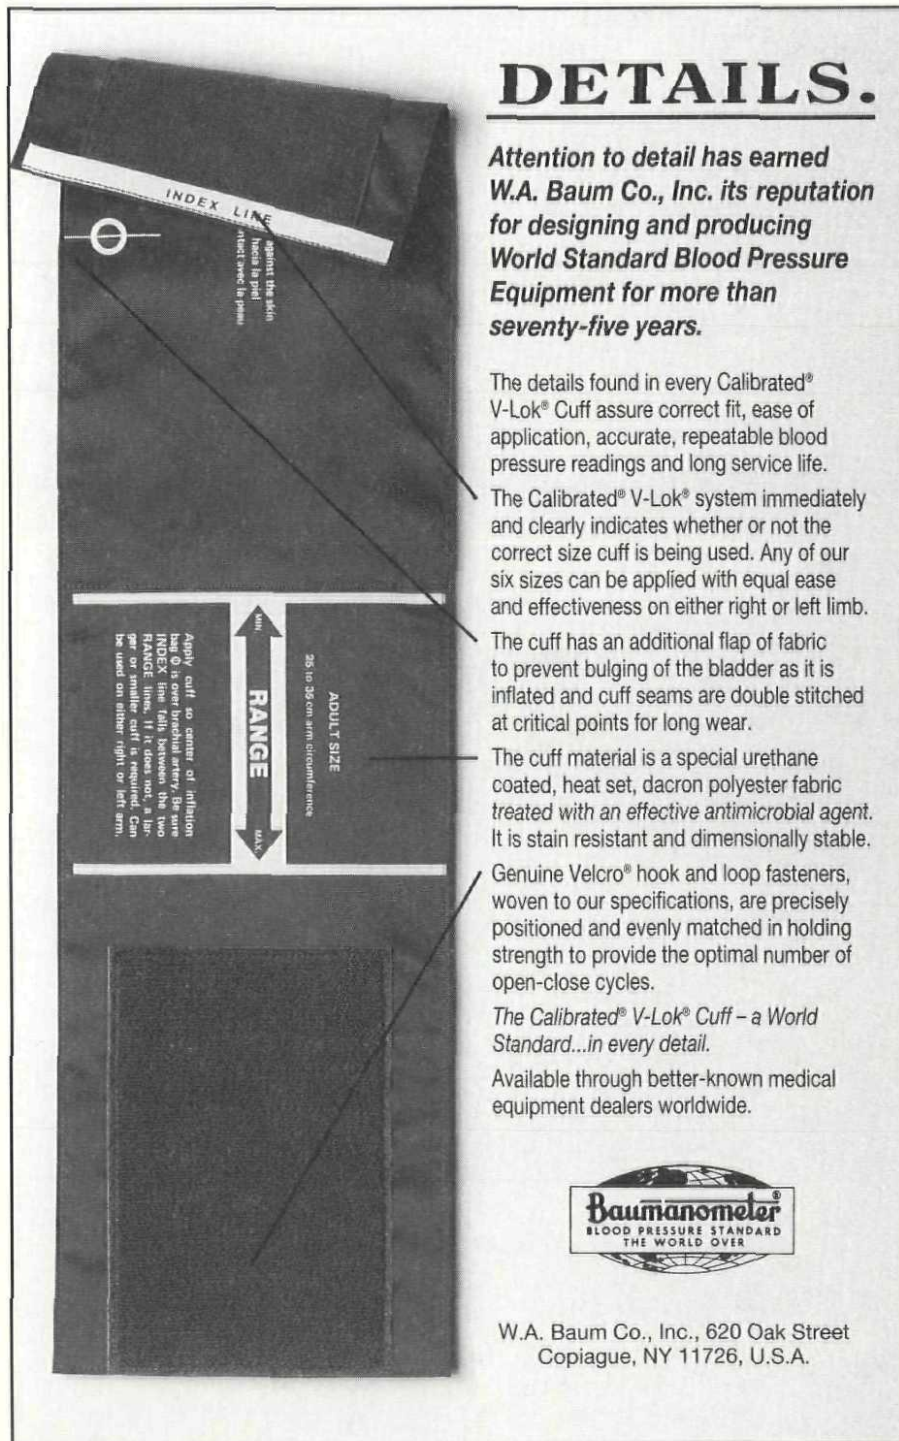 DETAILS.
Attention to detail has earned
W.A. Baum Co., Inc. its reputation
for designing and producing
World Standard Blood Pressure
Equipment for more than
seventy-five years.
The details found in every Calibrated®
V-Lok® Cuff assure correct fit, ease of
application, accurate, repeatable blood
pressure readings and long service life.
The Calibrated® V-Lok® system immediately
and clearly indicates whether or not the
correct size cuff is being used. Any of our
six sizes can be applied with equal ease
and effectiveness on either right or left limb.
The cuff has an additional flap of fabric
to prevent bulging of the bladder as it is
inflated and cuff seams are double stitched
at critical points for long wear.
The cuff material is a special urethane
coated, heat set, dacron polyester fabric
treated with an effective antimicrobial agent.
It is stain resistant and dimensionally stable.
Genuine Velcro® hook and loop fasteners,
woven to our specifications, are precisely
positioned and evenly matched in holding
strength to provide the optimal number of
open-close cycles.
The Calibrated® V-Lok® Cuff – a World
Standard...in every detail.
Available through better-known medical
equipment dealers worldwide.
Baumanometer®
BLOOD PRESSURE STANDARD
THE WORLD OVER
W.A. Baum Co., Inc., 620 Oak Street
Copiague, NY 11726, U.S.A.
INDEX LINE
against the skin
hacia la piel
ntact avec la peau
ADULT SIZE
25 to 35 cm arm circumference
MIN
RANGE
MAX.
Apply cuff so center of inflation
bag Φ is over brachial artery. Be sure
INDEX line falls between the two
RANGE lines. If it does not, a lar-
ger or smaller cuff is required. Can
be used on either right or left arm.